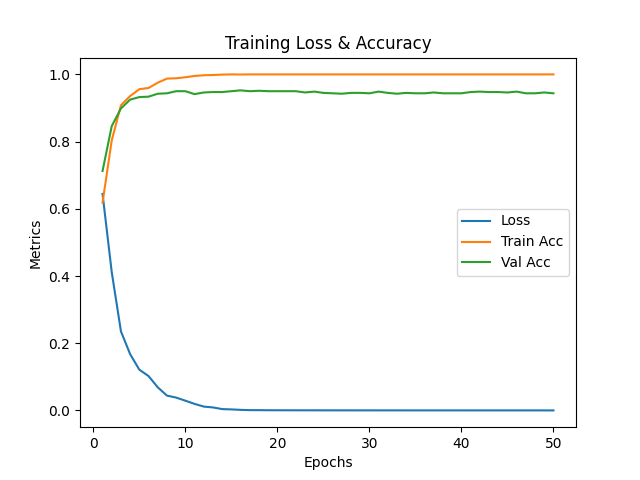 Training Loss & Accuracy
1.0
0.8
0.6
0.4
0.2
0.0
Metrics
Loss
Train Acc
Val Acc
0 10 20 30 40 50
Epochs